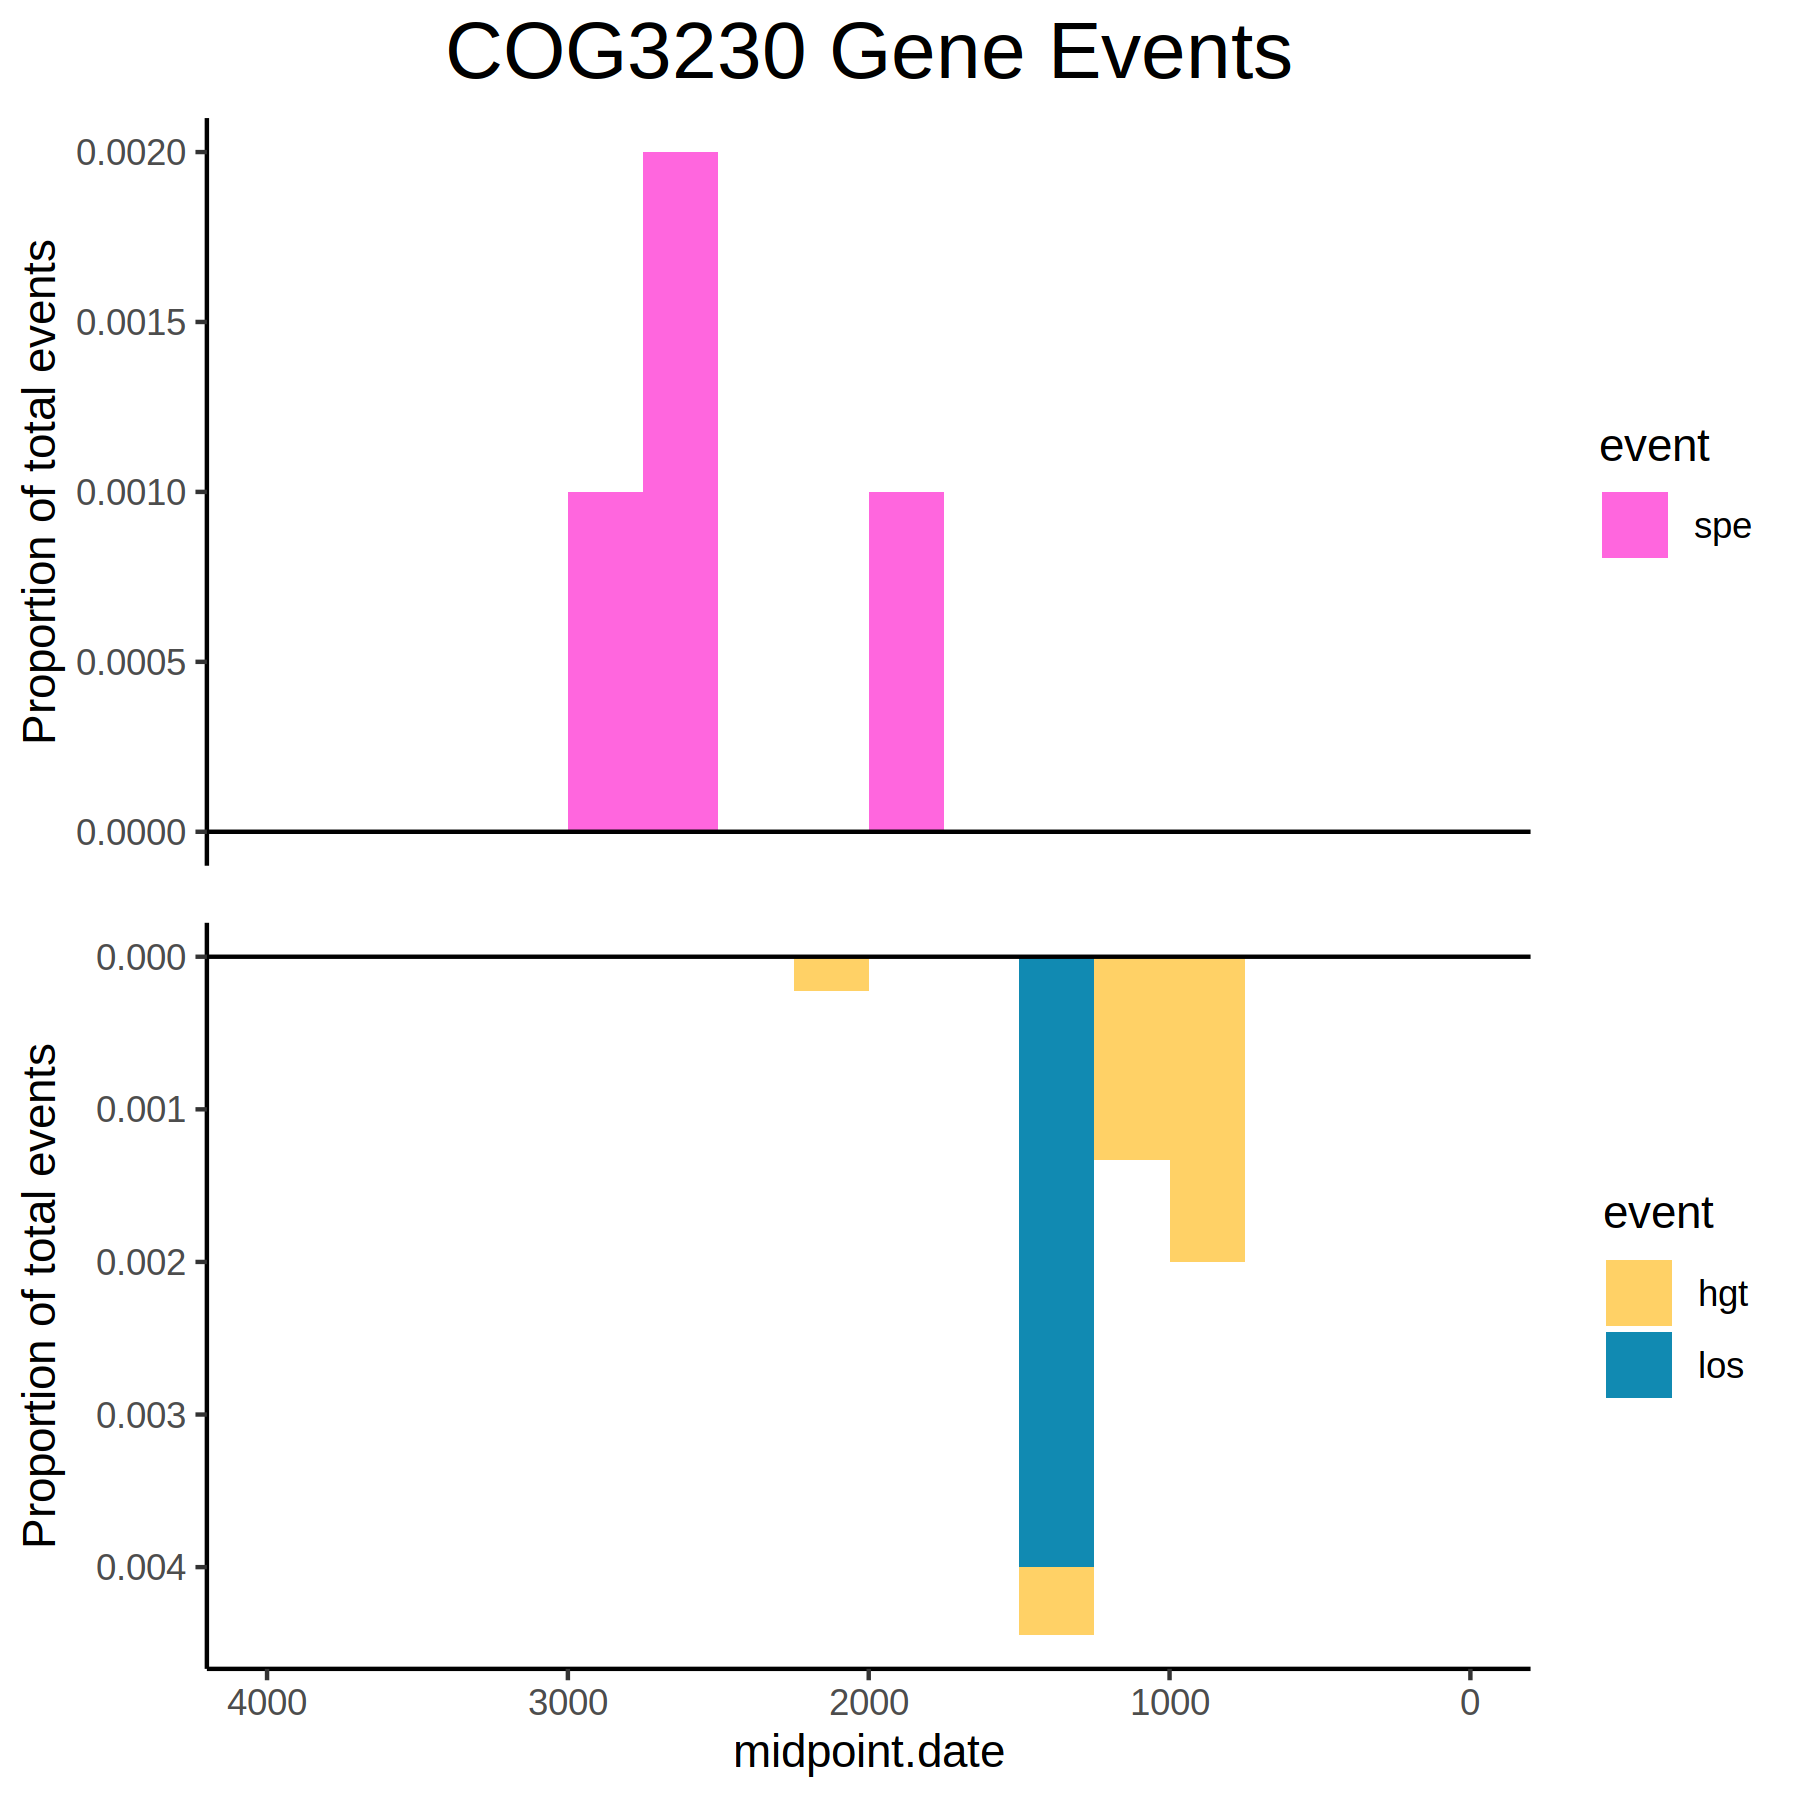 COG3230 Gene Events
Proportion of total events
0.0020
0.0015
0.0010
0.0005
0.0000
event
spe
Proportion of total events
0.000
0.001
0.002
0.003
0.004
event
hgt
los
4000 3000 2000 1000 0
midpoint.date